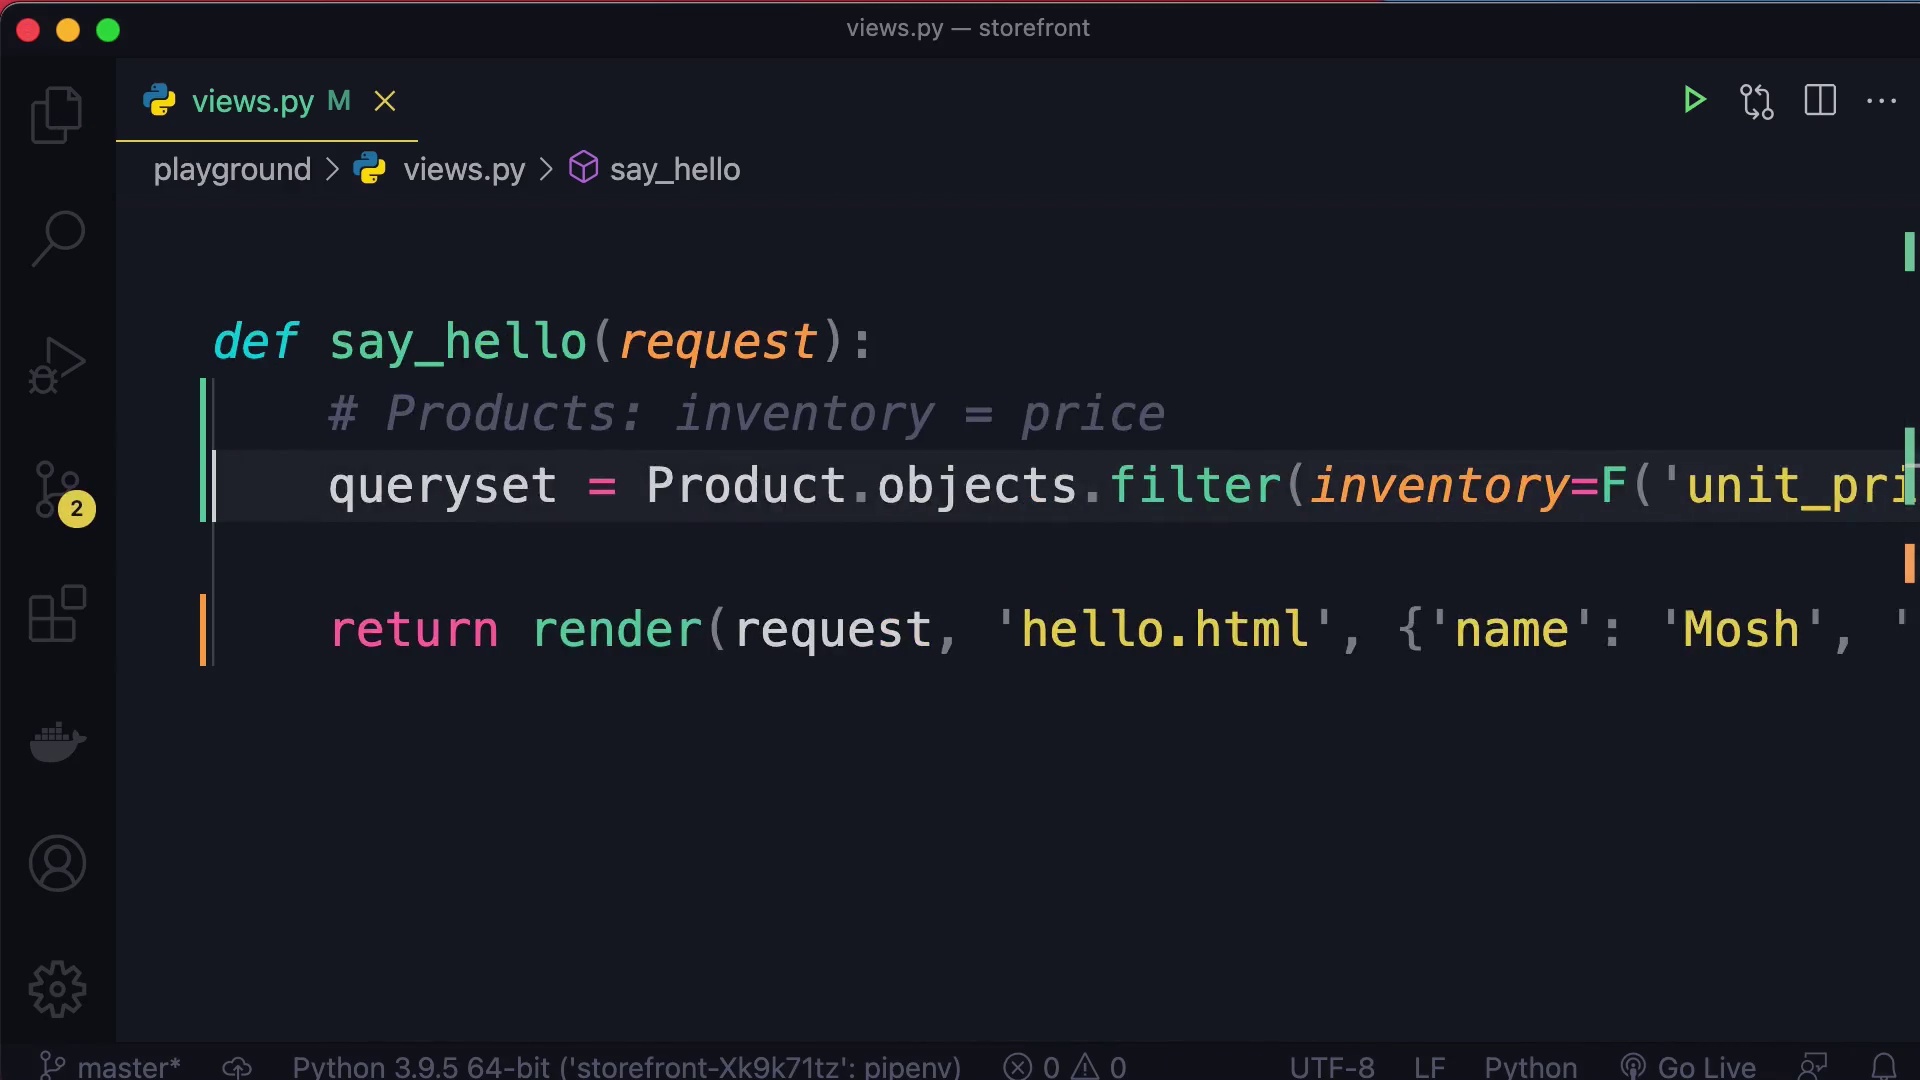 views.py — storefront
views.py M
playground > views.py > say_hello
def say_hello(request):
# Products: inventory = price
queryset = Product.objects.filter(inventory=F('unit_pri
2
return render(request, 'hello.html', {'name': 'Mosh', '
master* Python 3.9.5 64-bit ('storefront-Xk9k71tz': pipenv) 0 0 UTF-8 LF Python Go Live